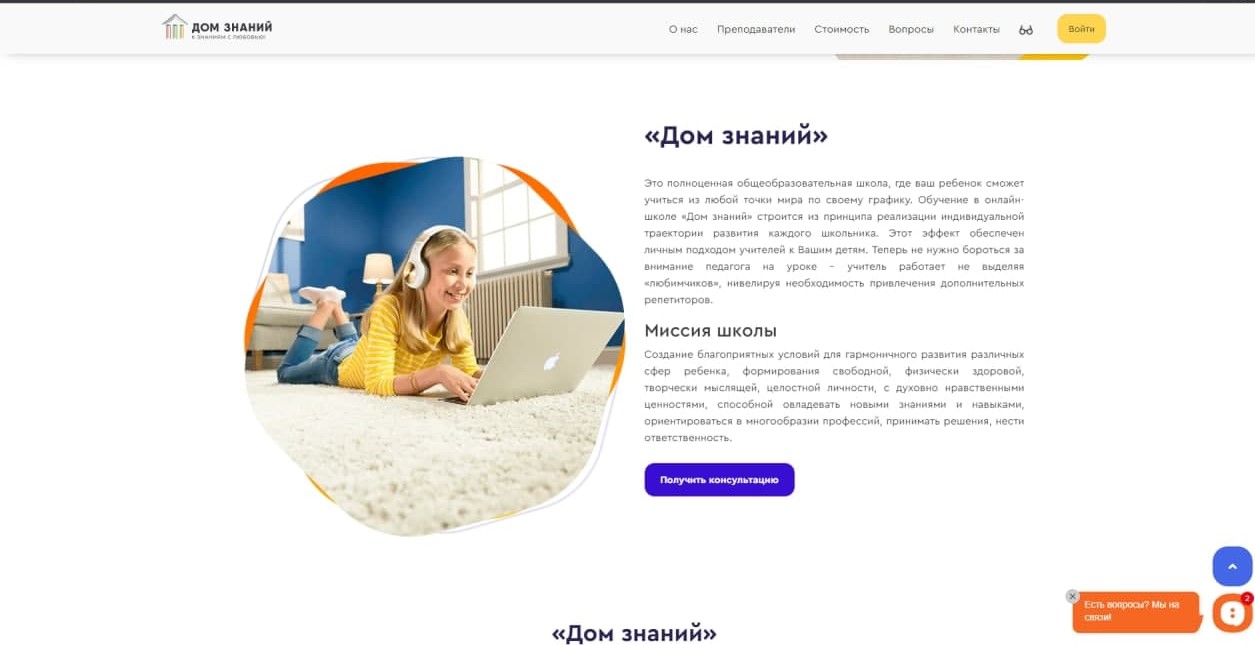 ДОМ ЗНАНИЙ
К ЗНАНИЯМ С ЛЮБОВЬЮ!
О нас
Преподаватели
Стоимость
Вопросы
Контакты
Войти
«Дом знаний»
Это полноценная общеобразовательная школа, где ваш ребенок сможет
учиться из любой точки мира по своему графику. Обучение в онлайн-
школе «Дом знаний» строится из принципа реализации индивидуальной
траектории развития каждого школьника. Этот эффект обеспечен
личным подходом учителей к Вашим детям. Теперь не нужно бороться за
внимание педагога на уроке – учитель работает не выделяя
«любимчиков», нивелируя необходимость привлечения дополнительных
репетиторов.
Миссия школы
Создание благоприятных условий для гармоничного развития различных
сфер ребенка, формирования свободной, физически здоровой,
творчески мыслящей, целостной личности, с духовно нравственными
ценностями, способной овладевать новыми знаниями и навыками,
ориентироваться в многообразии профессий, принимать решения, нести
ответственность.
Получить консультацию
Есть вопросы? Мы на
связи!
2
«Дом знаний»